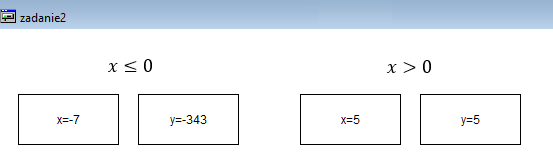 zadanie2
x ≤ 0 x > 0
x=-7 y=-343 x=5 y=5